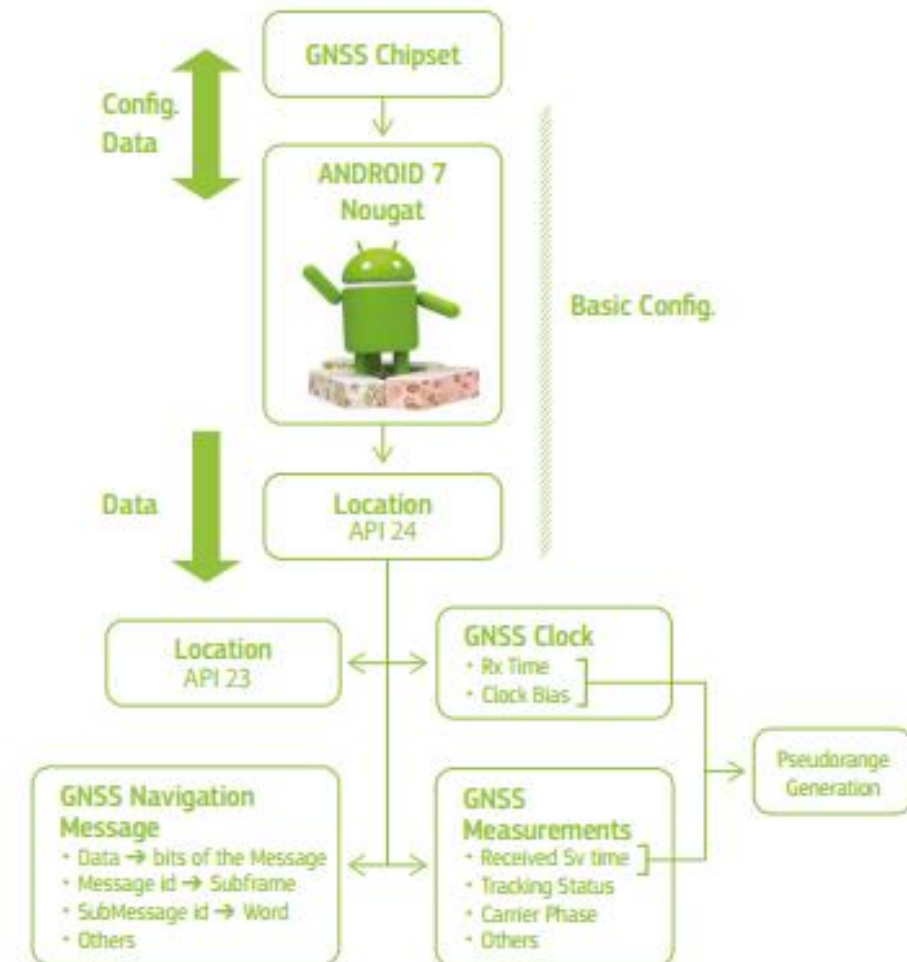 GNSS Chipset
Config.
Data
ANDROID 7
Nougat
Basic Config.
Data
Location
API 24
Location
API 23
GNSS Clock
• Rx Time
• Clock Bias
Pseudorange
Generation
GNSS Navigation
Message
• Data → bits of the Message
• Message id → Subframe
• SubMessage id → Word
• Others
GNSS
Measurements
• Received Sv time
• Tracking Status
• Carrier Phase
• Others